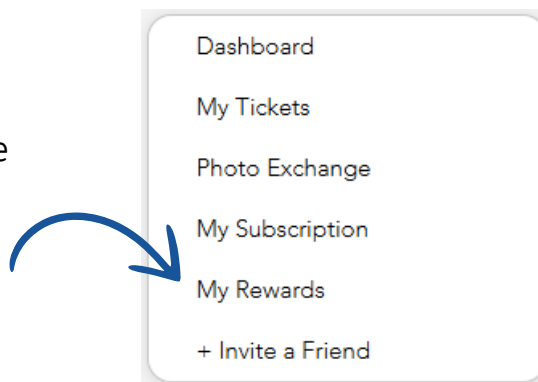 Dashboard
My Tickets
e
Photo Exchange
My Subscription
My Rewards
+ Invite a Friend